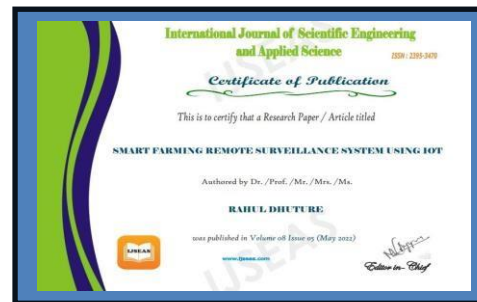 International Journal of Scientific Engineering
and Applied Science
ISSN: 2395-3470
Certificate of Publication
This is to certify that a Research Paper / Article titled
SMART FARMING REMOTE SURVEILLANCE SYSTEM USING IOT
Authored by Dr. /Prof. /Mr. /Mrs. /Ms.
RAHUL DHUTURE
was published in Volume 08 Issue 05 (May 2022)
www.ijseas.com
IJSEAS
Editor in- Chief
IJSEAS
IJSEAS